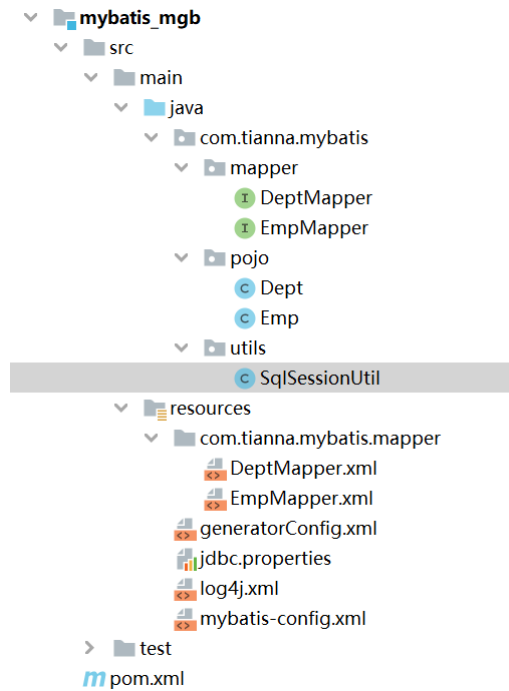 mybatis_mgb
src
main
java
com.tianna.mybatis
mapper
DeptMapper
EmpMapper
pojo
Dept
Emp
utils
SqlSessionUtil
resources
com.tianna.mybatis.mapper
DeptMapper.xml
EmpMapper.xml
generatorConfig.xml
jdbc.properties
log4j.xml
mybatis-config.xml
test
pom.xml